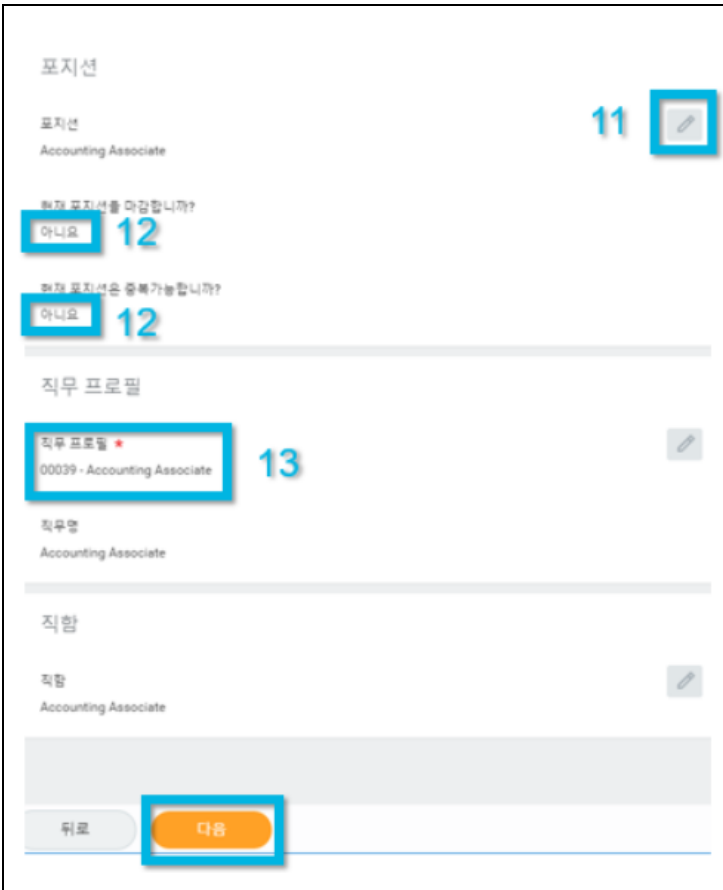 포지션
포지션
11
Accounting Associate
현재 포지션을 마감합니까?
아니요
12
현재 포지션은 중복가능합니까?
아니요
12
직무 프로필
직무 프로필 *
00039 - Accounting Associate
13
직무명
Accounting Associate
직함
직함
Accounting Associate
뒤로
다음